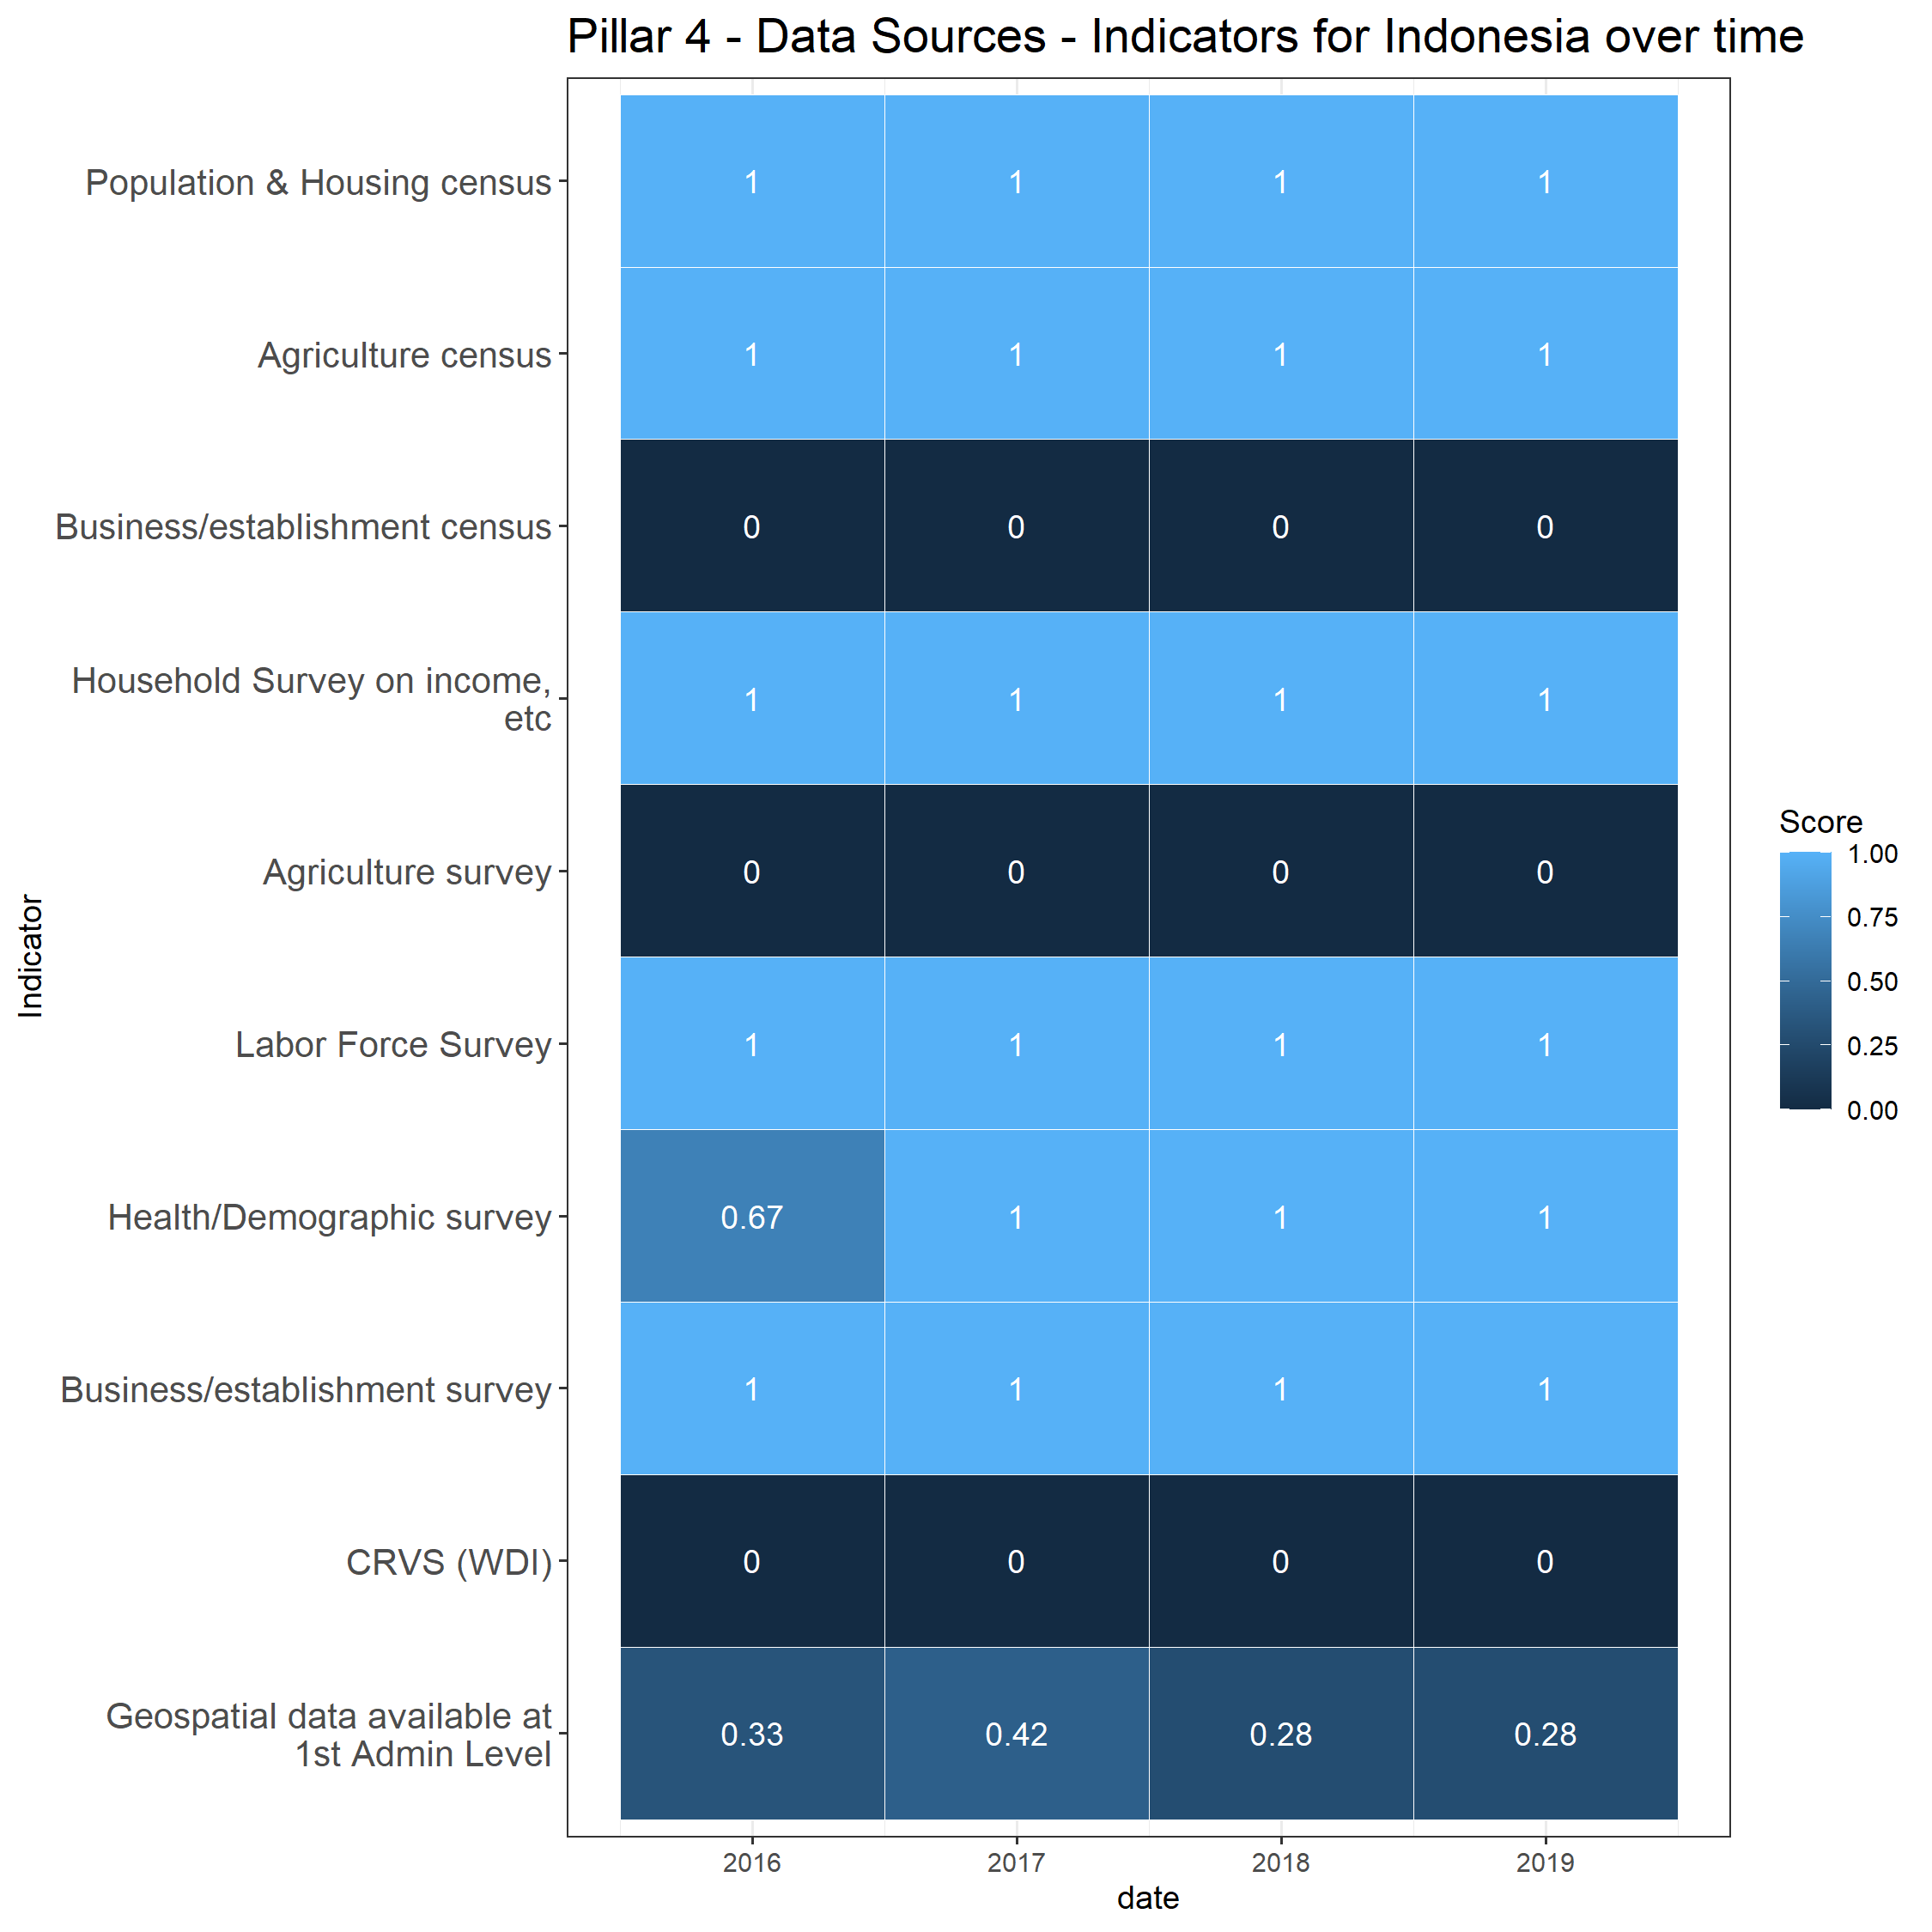 Pillar 4 - Data Sources - Indicators for Indonesia over time
Indicator
Population & Housing census
1 1 1 1
Agriculture census
1 1 1 1
Business/establishment census
0 0 0 0
Household Survey on income,
etc
1 1 1 1
Agriculture survey
0 0 0 0
Labor Force Survey
1 1 1 1
Health/Demographic survey
0.67 1 1 1
Business/establishment survey
1 1 1 1
CRVS (WDI)
0 0 0 0
Geospatial data available at
1st Admin Level
0.33 0.42 0.28 0.28
2016 2017 2018 2019
date
Score
1.00
0.75
0.50
0.25
0.00